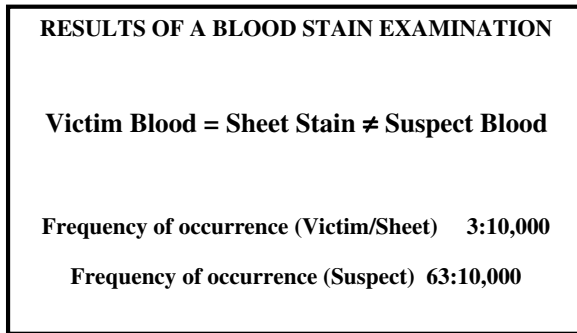 RESULTS OF A BLOOD STAIN EXAMINATION
Victim Blood = Sheet Stain ≠ Suspect Blood
Frequency of occurrence (Victim/Sheet) 3:10,000
Frequency of occurrence (Suspect) 63:10,000